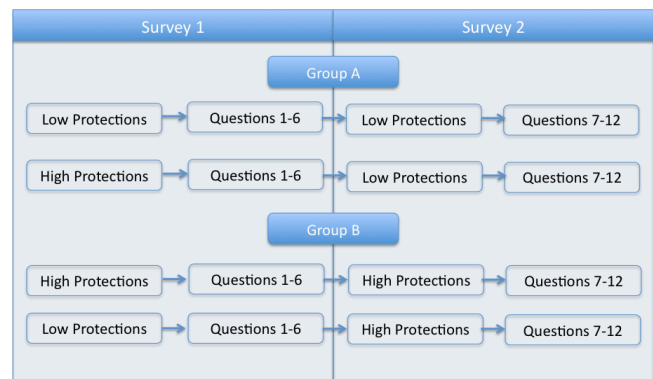 Survey 1 Survey 2
Group A
Low Protections Questions 1-6 Low Protections Questions 7-12
High Protections Questions 1-6 Low Protections Questions 7-12
Group B
High Protections Questions 1-6 High Protections Questions 7-12
Low Protections Questions 1-6 High Protections Questions 7-12